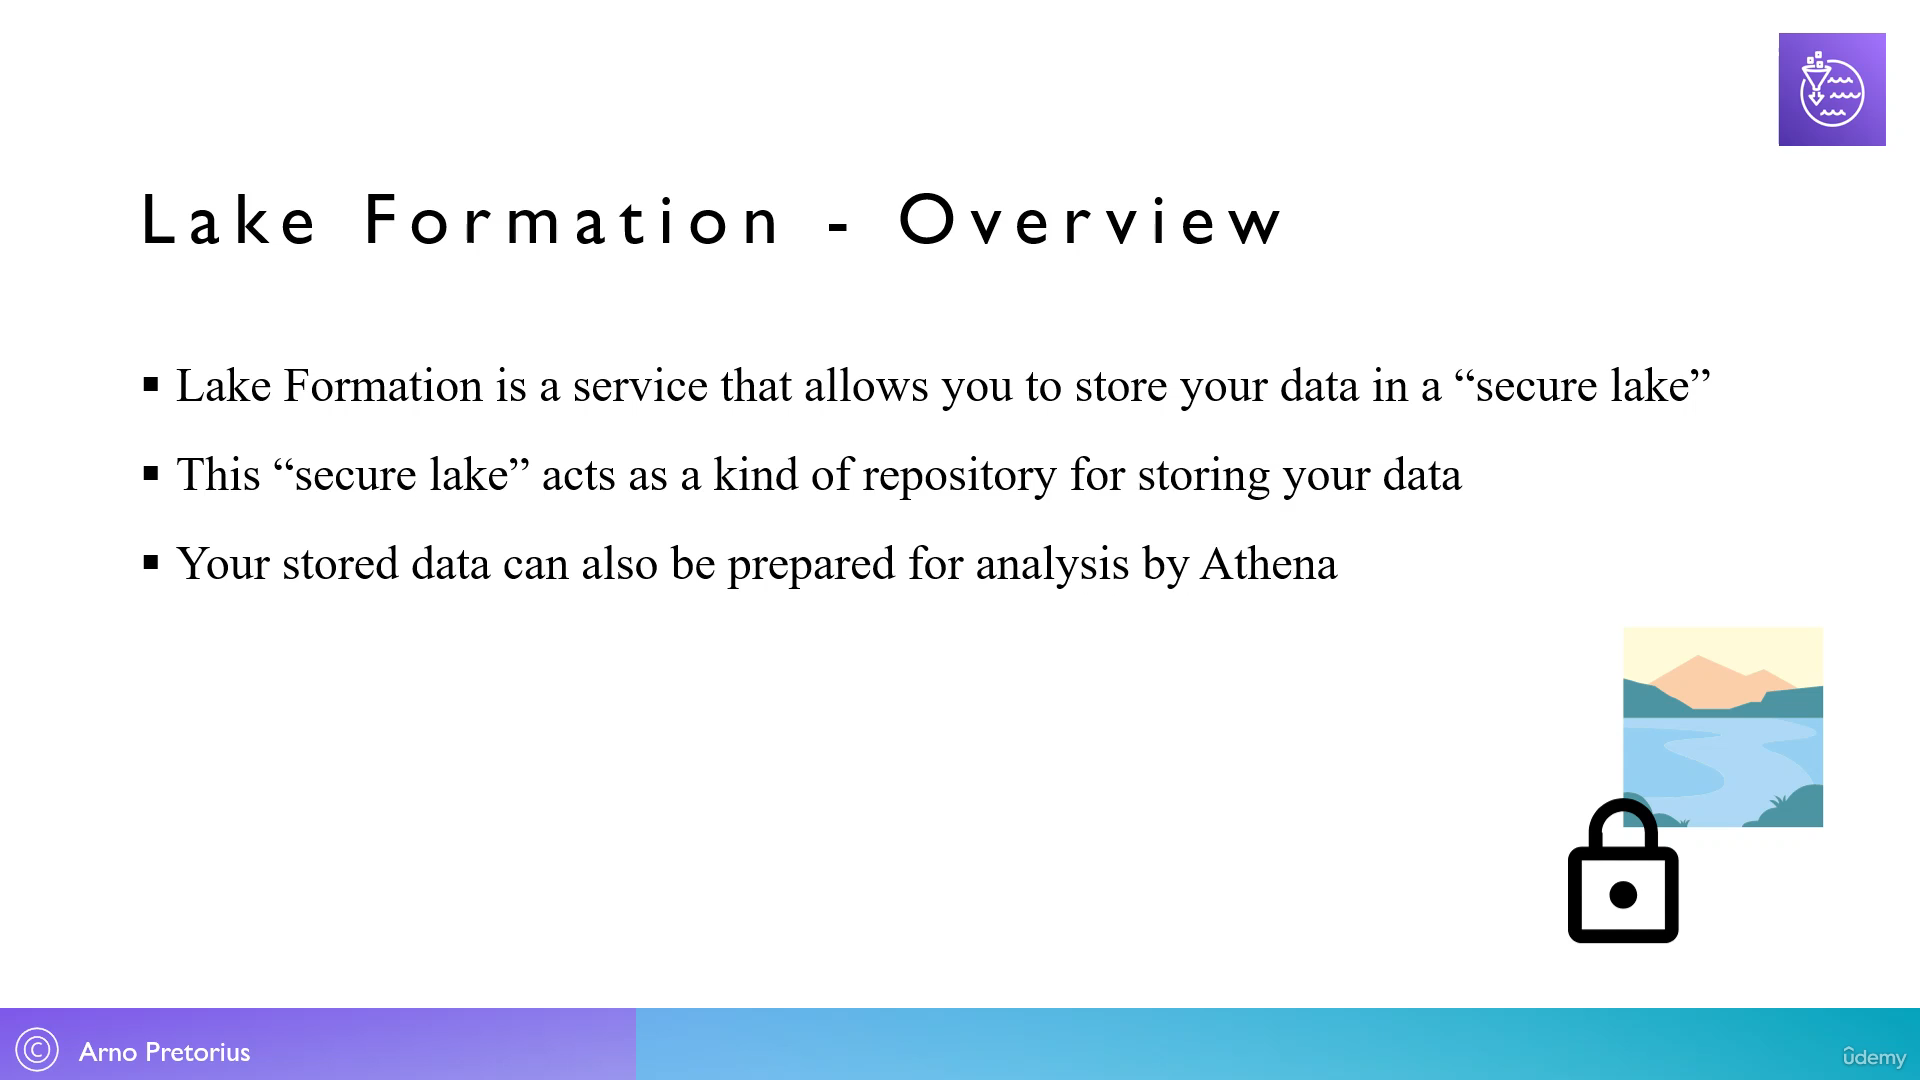 Lake Formation - Overview
▪ Lake Formation is a service that allows you to store your data in a “secure lake”
▪ This “secure lake” acts as a kind of repository for storing your data
▪ Your stored data can also be prepared for analysis by Athena
© Arno Pretorius
ûdemy